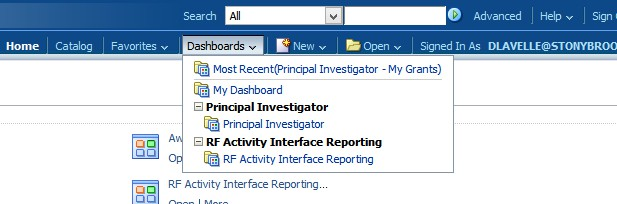 Search All Advanced Help Sign
Home Catalog Favorites Dashboards New Open Signed In As DLAVELLE@STONYBROO
Most Recent(Principal Investigator - My Grants)
My Dashboard
Principal Investigator
Principal Investigator
Aw
RF Activity Interface Reporting
Op
RF Activity Interface Reporting
RF Activity Interface Reporting...
Open | More